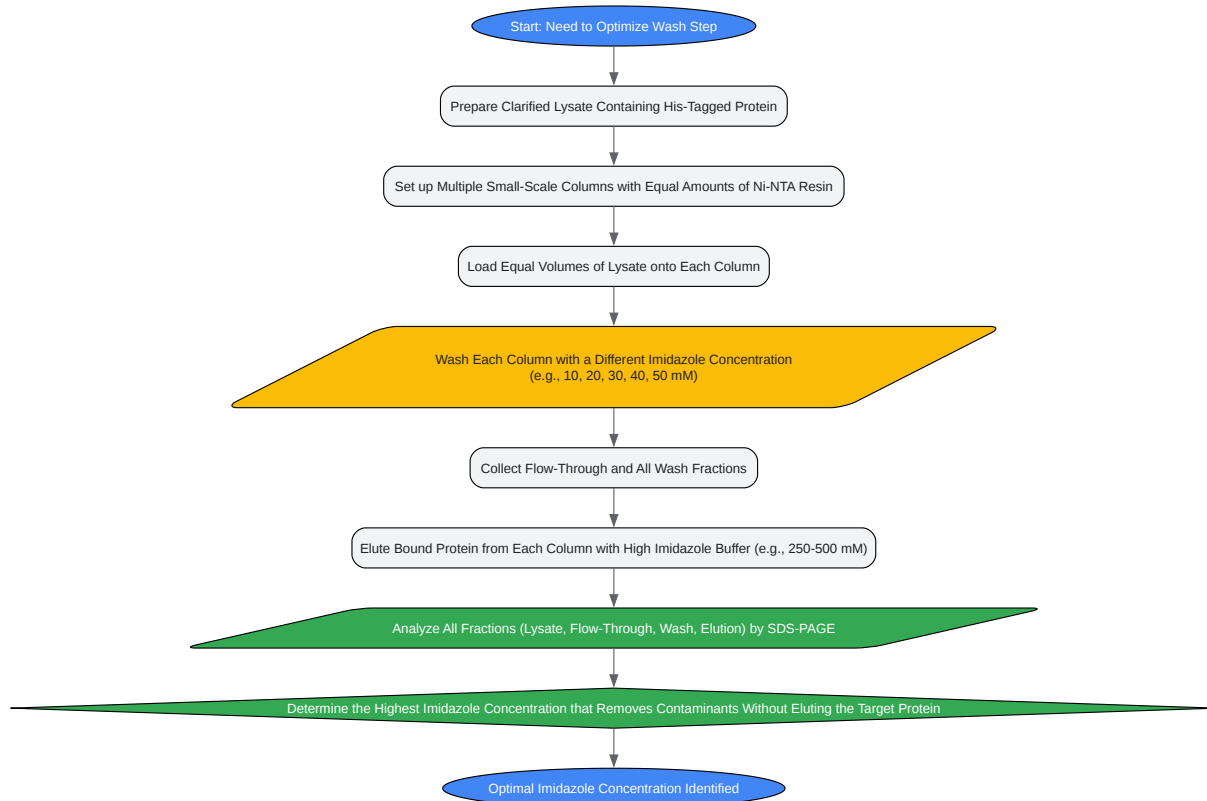 Start: Need to Optimize Wash Step
Prepare Clarified Lysate Containing His-Tagged Protein
Set up Multiple Small-Scale Columns with Equal Amounts of Ni-NTA Resin
Load Equal Volumes of Lysate onto Each Column
Wash Each Column with a Different Imidazole Concentration
(e.g., 10, 20, 30, 40, 50 mM)
Collect Flow-Through and All Wash Fractions
Elute Bound Protein from Each Column with High Imidazole Buffer (e.g., 250-500 mM)
Analyze All Fractions (Lysate, Flow-Through, Wash, Elution) by SDS-PAGE
Determine the Highest Imidazole Concentration that Removes Contaminants Without Eluting the Target Protein
Optimal Imidazole Concentration Identified